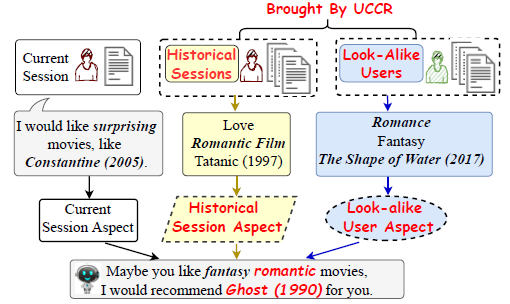 Brought By UCCR
Current
Session
Historical
Sessions
Look-Alike
Users
I would like surprising
movies, like
Constantine (2005).
Love
Romantic Film
Tatanic (1997)
Romance
Fantasy
The Shape of Water (2017)
Current
Session Aspect
Historical
Session Aspect
Look-alike
User Aspect
Maybe you like fantasy romantic movies,
I would recommend Ghost (1990) for you.